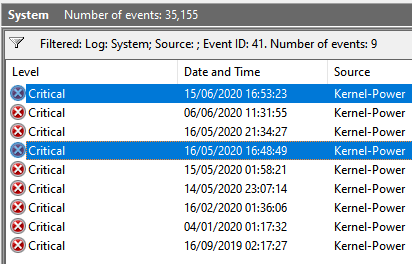 System Number of events: 35,155
Filtered: Log: System; Source: ; Event ID: 41. Number of events: 9
Level Date and Time Source
Critical 15/06/2020 16:53:23 Kernel-Power
Critical 06/06/2020 11:31:55 Kernel-Power
Critical 16/05/2020 21:34:27 Kernel-Power
Critical 16/05/2020 16:48:49 Kernel-Power
Critical 15/05/2020 01:58:21 Kernel-Power
Critical 14/05/2020 23:07:14 Kernel-Power
Critical 16/02/2020 01:36:06 Kernel-Power
Critical 04/01/2020 01:17:32 Kernel-Power
Critical 16/09/2019 02:17:27 Kernel-Power